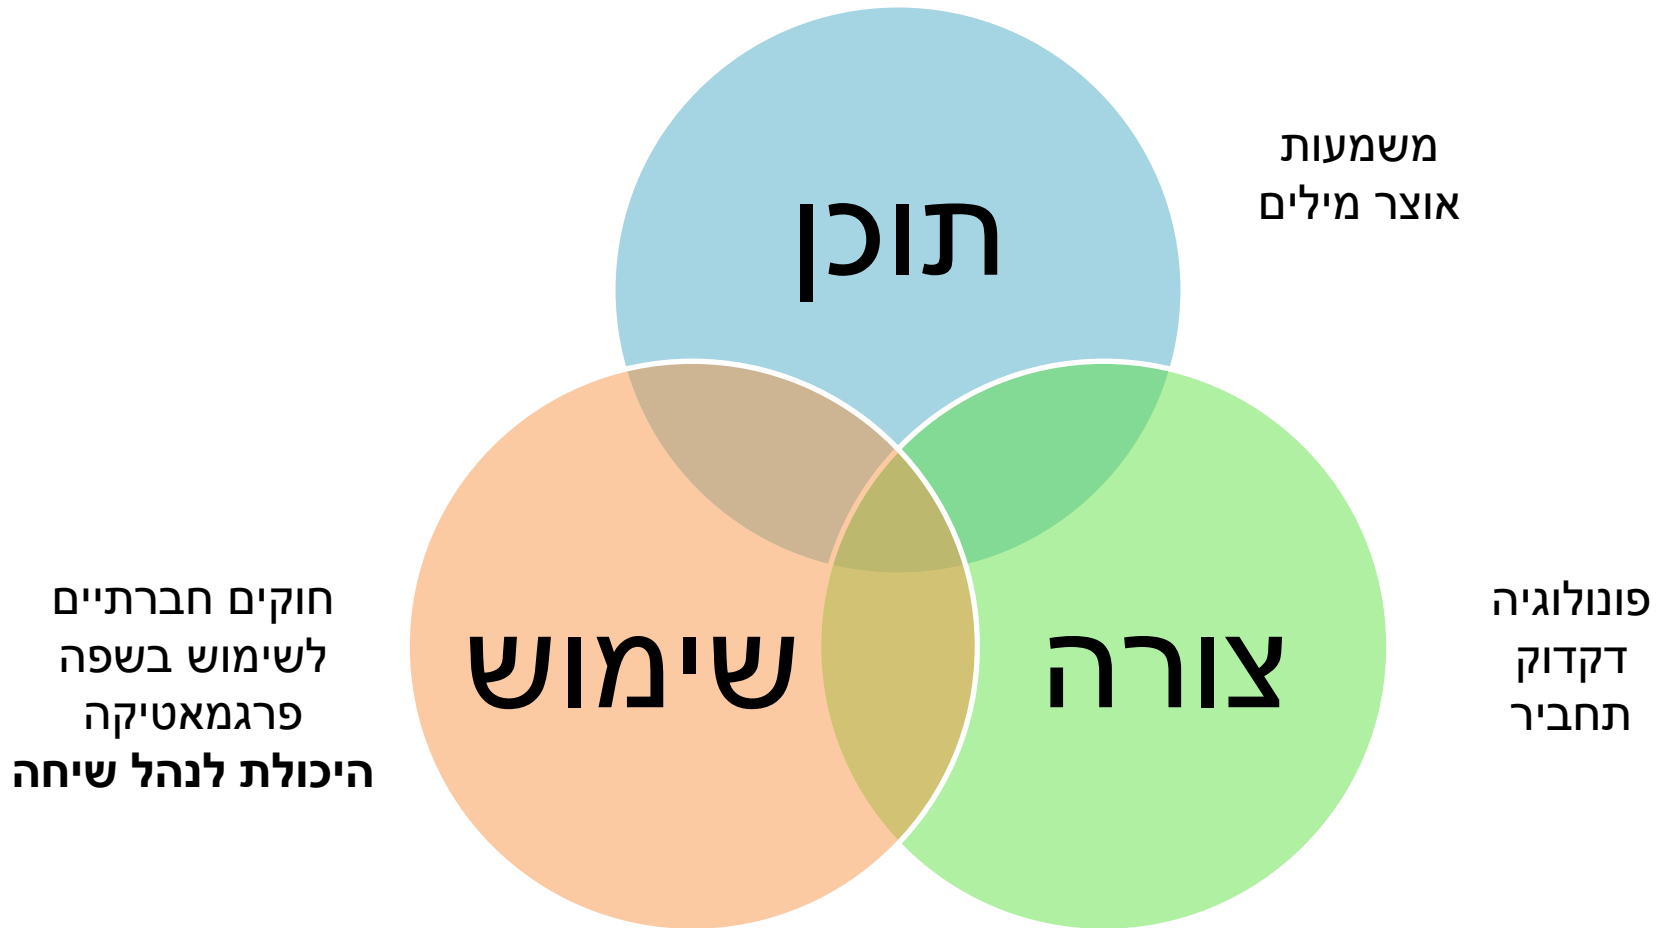 תוכן
משמעות
אוצר מילים
צורה
פונולוגיה
דקדוק
תחביר
שימוש
חוקים חברתיים
לשימוש בשפה
פרגמאטיקה
היכולת לנהל שיחה